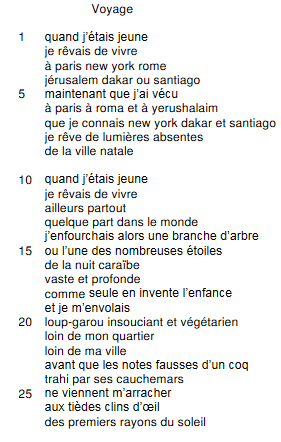 Voyage
1 quand j'étais jeune
je rêvais de vivre
à paris new york rome
jérusalem dakar ou santiago
5 maintenant que j'ai vécu
à paris à roma et à yerushalaim
que je connais new york dakar et santiago
je rêve de lumières absentes
de la ville natale
10 quand j'étais jeune
je rêvais de vivre
ailleurs partout
quelque part dans le monde
j'enfourchais alors une branche d'arbre
15 ou l'une des nombreuses étoiles
de la nuit caraïbe
vaste et profonde
comme seule en invente l'enfance
et je m'envolais
20 loup-garou insouciant et végétarien
loin de mon quartier
loin de ma ville
avant que les notes fausses d'un coq
trahi par ses cauchemars
25 ne viennent m'arracher
aux tièdes clins d'œil
des premiers rayons du soleil